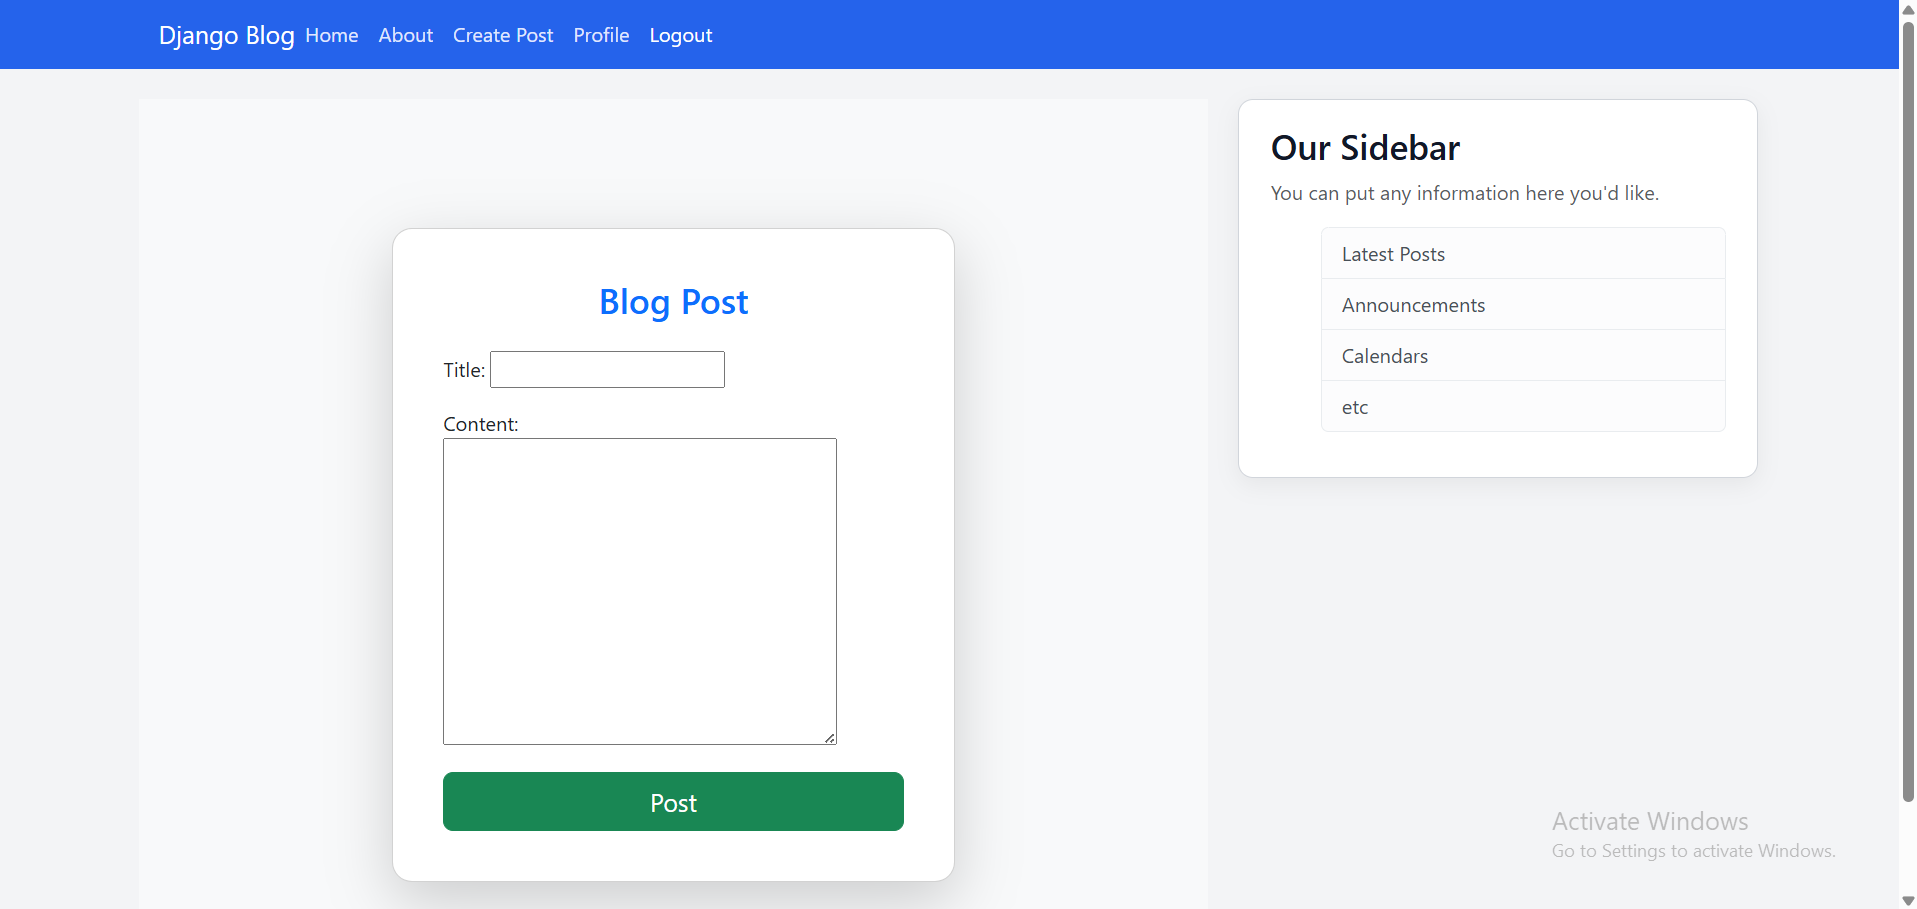 Django Blog Home About Create Post Profile Logout
Blog Post
Title:
Content:
Post
Our Sidebar
You can put any information here you'd like.
Latest Posts
Announcements
Calendars
etc
Activate Windows
Go to Settings to activate Windows.